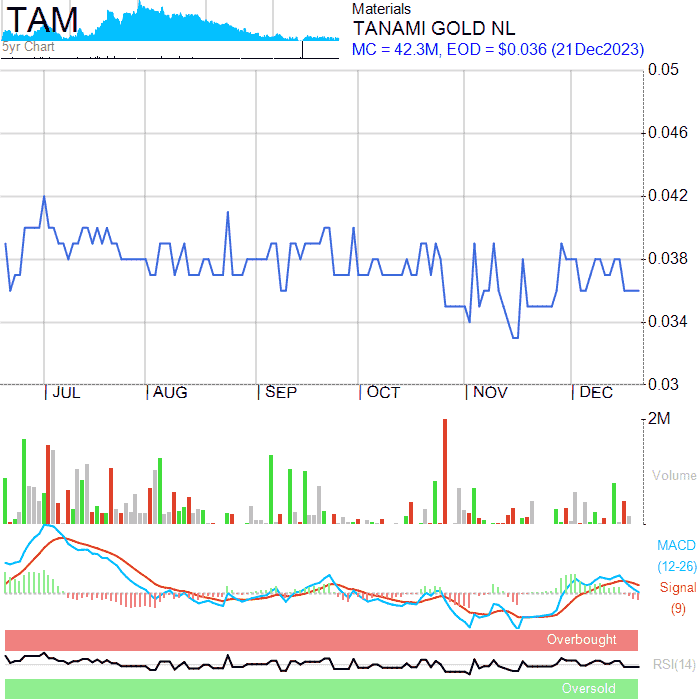 TAM
5yr Chart
Materials
TANAMI GOLD NL
MC = 42.3M, EOD = $0.036 (21Dec2023)
0.05
0.046
0.042
0.038
0.034
0.03
JUL AUG SEP OCT NOV DEC
2M
Volume
MACD
(12-26)
Signal
(9)
Overbought
RSI(14)
Oversold